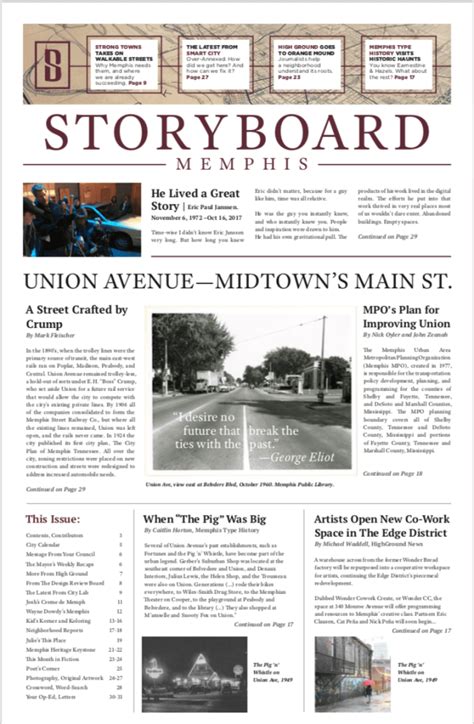 STRONG TOWNS
TAKES ON
WALKABLE STREETS
Why Memphis needs
them, and where
we are already
succeeding. Page 9
THE LATEST FROM
SMART CITY
Over-Annexed: How
did we get here? And
how can we fix it?
Page 27
HIGH GROUND GOES
TO ORANGE MOUND
Journalists help
a neighborhood
understand its roots.
Page 23
MEMPHIS TYPE
HISTORY VISITS
HISTORIC HAUNTS
You know Earnestine
& Hazels. What about
the rest? Page 17
STORYBOARD
MEMPHIS
He Lived a Great
Story | Eric Paul Janssen
November 6, 1972 –Oct 16, 2017
Time-wise I didn't know Eric Janssen
very long. But how long you knew
Eric didn't matter, because for a guy
like him, time was all relative.
He was the guy you instantly knew,
and who instantly knew you. People
and inspiration were drawn to him.
He had his own gravitational pull. The
products of his work lived in the digital
realm. The efforts he put into that
work thrived in very real places most
of us wouldn't dare enter. Abandoned
buildings. Empty spaces.
Continued on Page 29
UNION AVENUE—MIDTOWN'S MAIN ST.
A Street Crafted by
Crump
By Mark Fleischer
In the 1890's, when the trolley lines were the
primary source of transit, the main east-west
rails ran on Poplar, Madison, Peabody, and
Central. Union Avenue remained trolley-less,
a hold-out of sorts under E. H. "Boss" Crump,
who set aside Union for a future rail service
that would allow the city to compete with
the city's existing private lines. By 1904 all
of the companies consolidated to form the
Memphis Street Railway Co., but where all
the existing lines remained, Union was left
open, and the rails never came. In 1924 the
city published its first city plan, The City
Plan of Memphis Tennessee. All over the
city, zoning restrictions were placed on new
construction and streets were redesigned to
address increased automobile needs.
Continued on Page 29
"I desire no
future that break the
ties with the past."
—George Eliot
Union Ave, view east at Belvdere Blvd, October 1940. Memphis Public Library.
MPO's Plan for
Improving Union
By Nick Oyler and John Zeanah
The Memphis Urban Area
Metropolitan Planning Organization
(Memphis MPO), created in 1977,
is responsible for the transportation
policy development, planning, and
programming for the counties of
Shelby and Fayette, Tennessee,
and DeSoto and Marshall Counties,
Mississippi. The MPO planning
boundary covers all of Shelby
County, Tennessee and DeSoto
County, and portions of
Fayette County, Tennessee and
Marshall County, Mississippi.
Continued on Page 18
This Issue:
Contents, Contributors 3
City Calendar 5
Message From Your Council 6
The Mayor's Weekly Recaps 6
More From High Ground 7
From The Design Review Board 8
The Latest From City Lab 9
Josh's Creme de Memph 11
Wayne Dowdy's Memphis 12
Kid's Korner and Koloring 13-16
Neighborhood Reports 17-18
StoryBoards 17-20
Memphis Heritage Keystone 21-22
This Month in Fiction 23-24
Poet's Corner 25
Photography, Original Artwork 24-26
Crossword, Word-Search 28
Your Op-Ed, Letters 30-31
When "The Pig" Was Big
By Caitlin Horton, Memphis Type History
Several of Union Avenue's past establishments, such as
Fortunes and the Pig 'n' Whistle, have become part of the
urban legend. Gerber's Suburban Shop was located at the
southeast corner of Belvedere and Union, and Dennan
Interiors, Julius Lewis, the Helen Shop, and the Trousseau
were also on Union. Generations (...) rode their bikes
everywhere, to Wiles-Smith Drug Store, to the Memphian
Theater on Cooper, to the playground at Peabody and
Belvedere, and to the library (...) They also shopped at
M'amselle and Snooty Fox on Union."
Continued on Page 17
The Pig 'n'
Whistle on
Union Ave, 1949
Artists Open New Co-Work
Space in The Edge District
By Michael Waddell, HighGround News
A warehouse across from the former Wonder Bread
factory will be repurposed into a cooperative workspace
for artists, continuing the Edge District's piecemeal
redevelopment.
Dubbed Wonder Cowork Create, or Wonder CC, the
space at 340 Monroe Avenue will offer programming
and resources to Memphis' creative class. Partners Eric
Clausen, Cat Peña and Nick Peña will soon begin
Continued on Page 17
The Pig 'n'
Whistle on
Union Ave, 1949